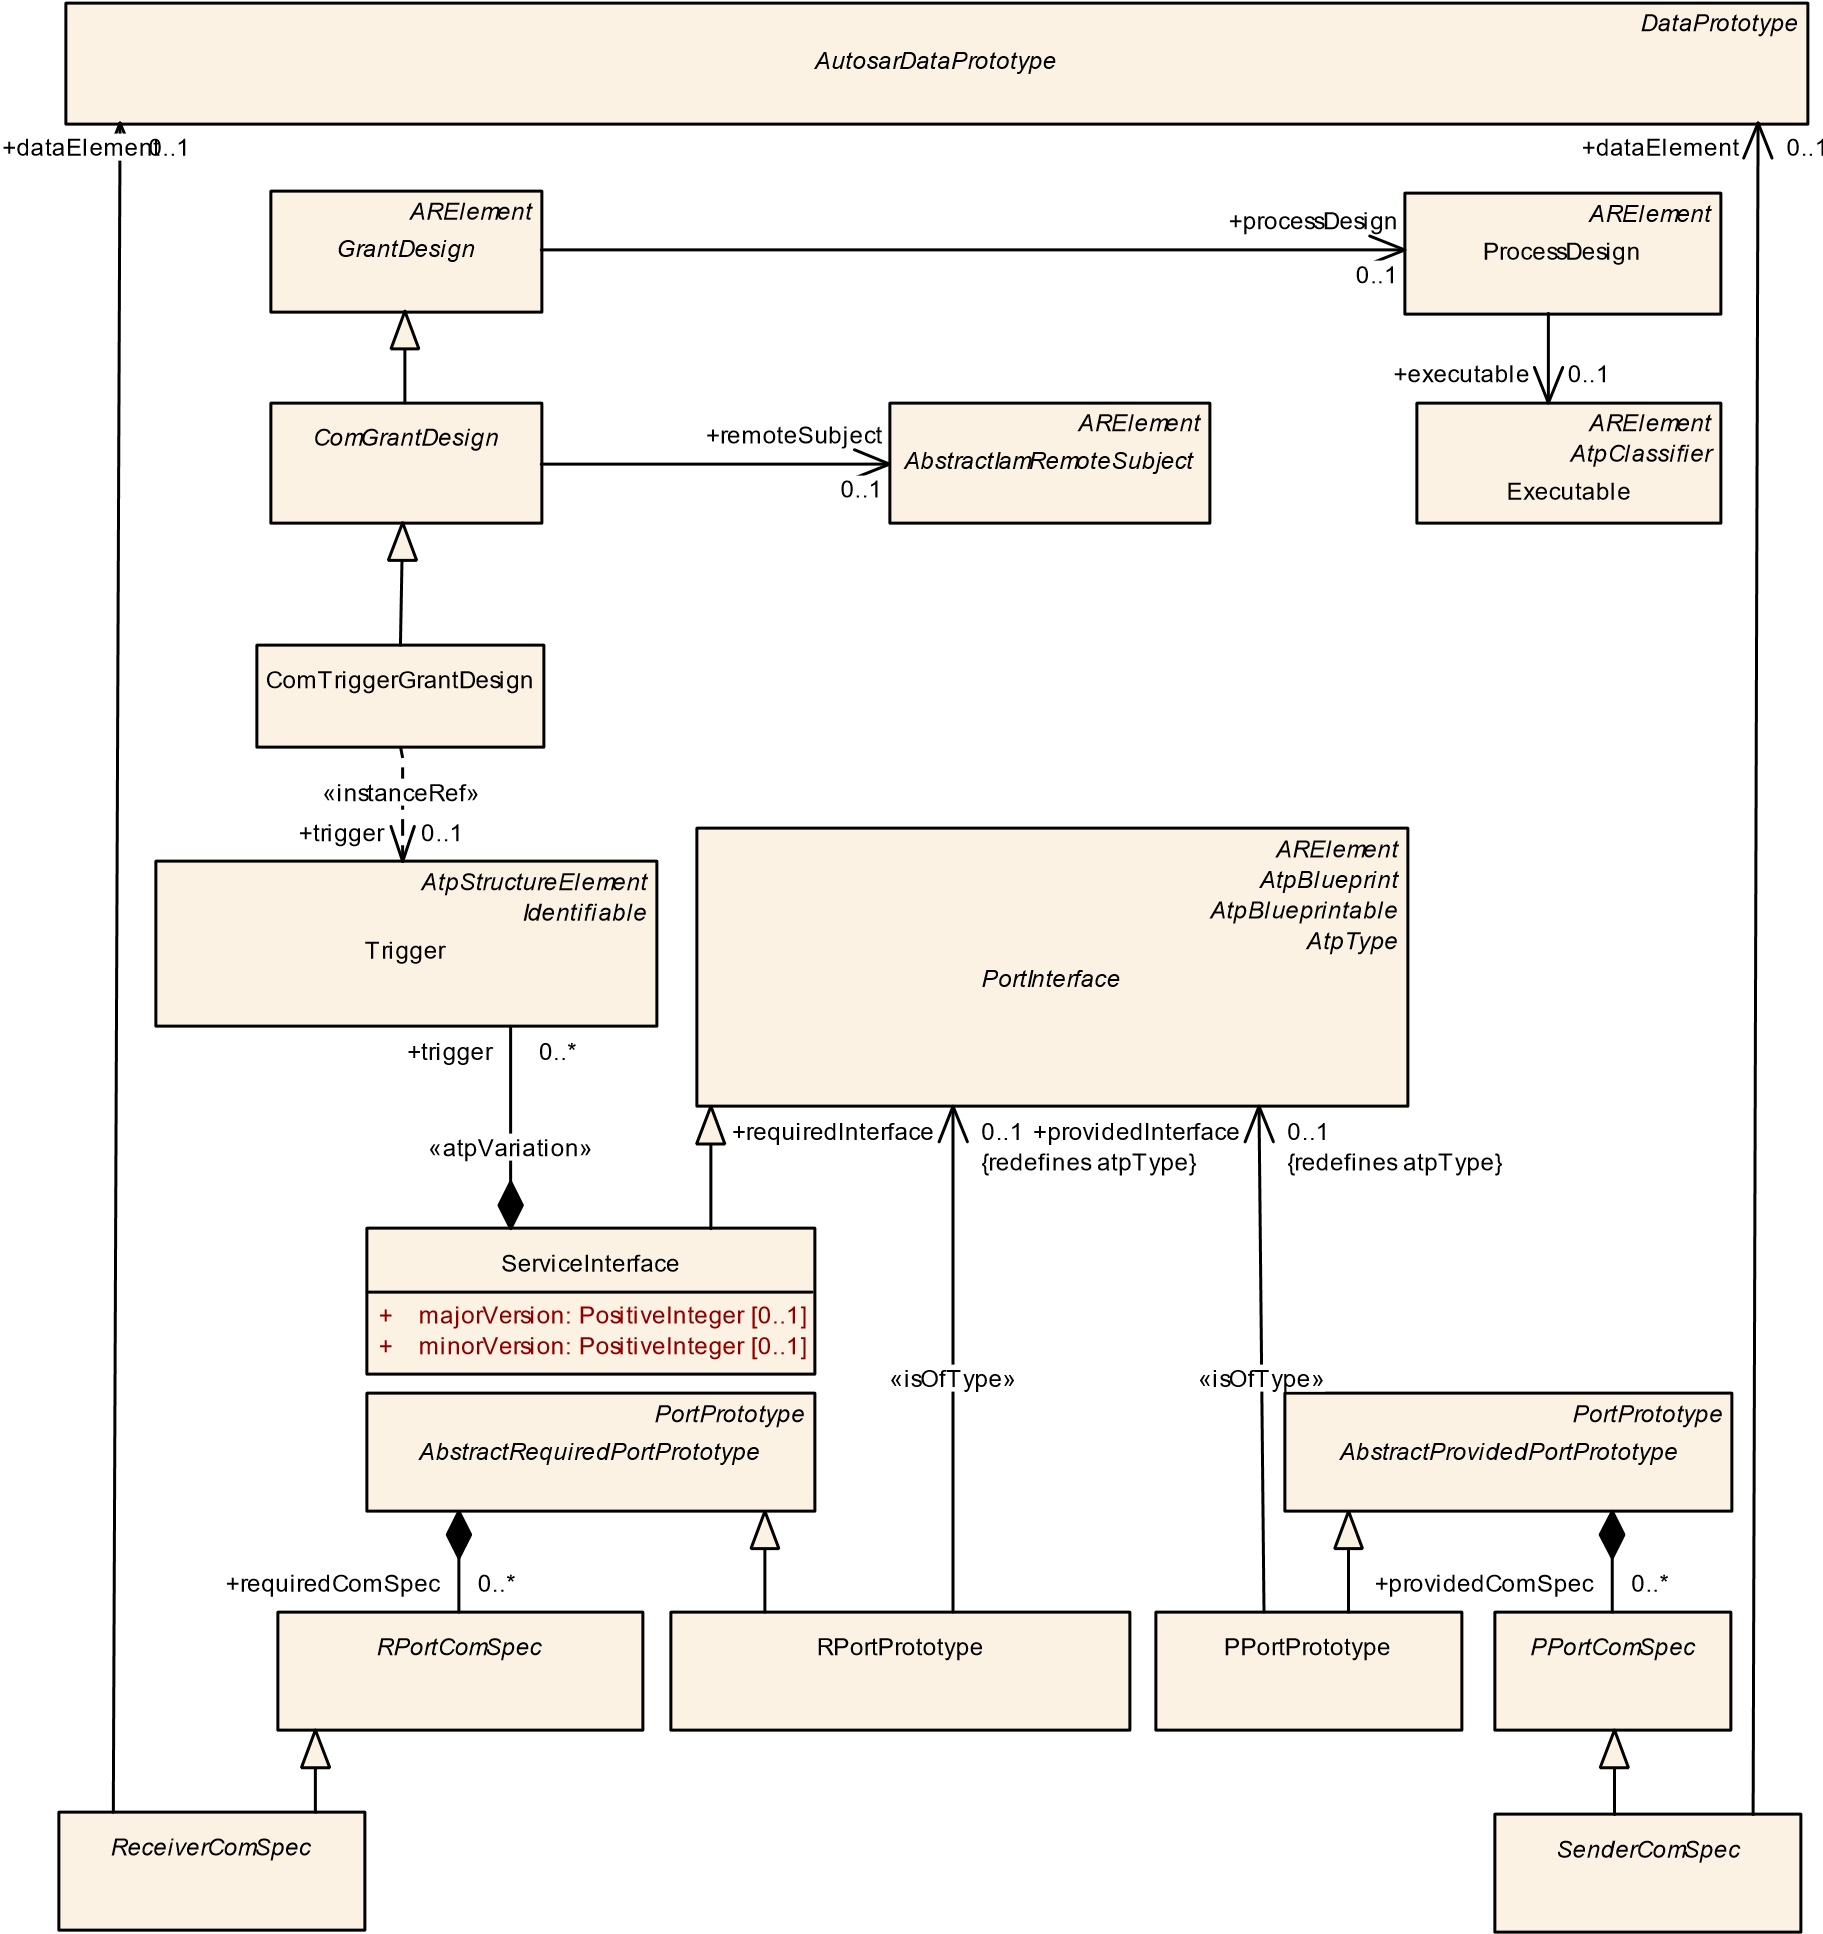 DataPrototype
AutosarDataPrototype
+dataElement 0..1
+dataElement 0..1
ARElement
GrantDesign
+processDesign
0..1
ARElement
ProcessDesign
+executable 0..1
ComGrantDesign
+remoteSubject
0..1
ARElement
AbstractIamRemoteSubject
ARElement
AtpClassifier
Executable
ComTriggerGrantDesign
«instanceRef»
+trigger 0..1
AtpStructureElement
Identifiable
Trigger
ARElement
AtpBlueprint
AtpBlueprintable
AtpType
PortInterface
+trigger 0..*
«atpVariation»
+requiredInterface 0..1
{redefines atpType}
+providedInterface 0..1
{redefines atpType}
ServiceInterface
+ majorVersion: PositiveInteger [0..1]
+ minorVersion: PositiveInteger [0..1]
«isOfType»
«isOfType»
PortPrototype
AbstractRequiredPortPrototype
PortPrototype
AbstractProvidedPortPrototype
+requiredComSpec 0..*
+providedComSpec 0..*
RPortComSpec
RPortPrototype
PPortPrototype
PPortComSpec
ReceiverComSpec
SenderComSpec